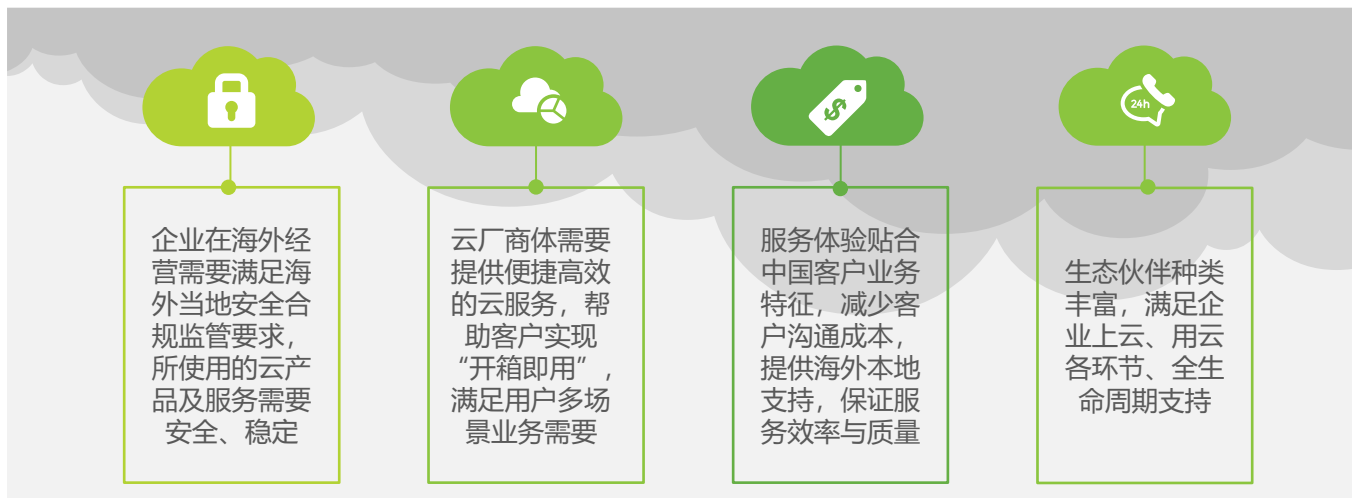 企业在海外经
营需要满足海
外当地安全合
规监管要求，
所使用的云产
品及服务需要
安全、稳定
云厂商体需要
提供便捷高效
的云服务，帮
助客户实现
“开箱即用”，
满足用户多场
景业务需要
$
服务体验贴合
中国客户业务
特征，减少客
户沟通成本，
提供海外本地
支持，保证服
务效率与质量
24h
生态伙伴种类
丰富，满足企
业上云、用云
各环节、全生
命周期支持